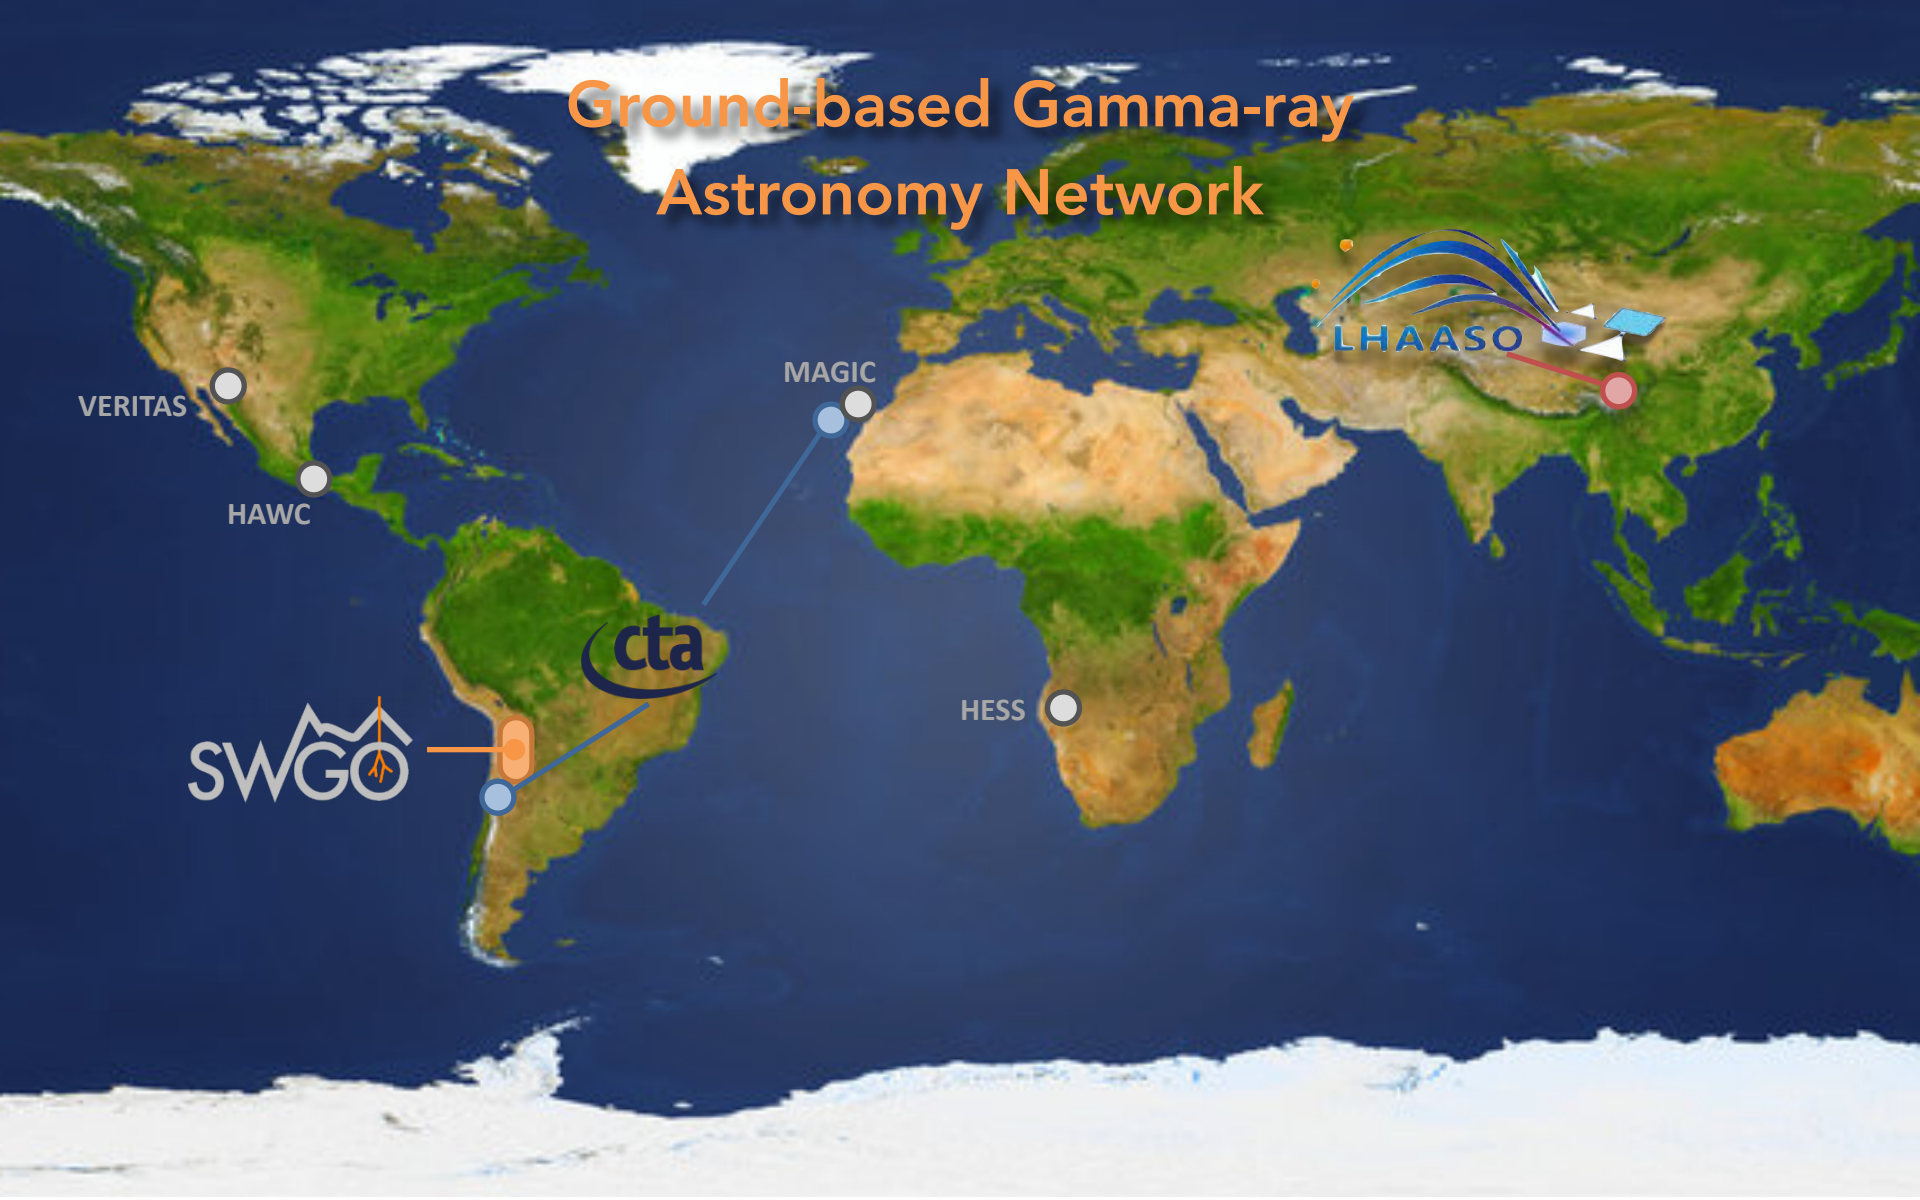 Ground-based Gamma-ray
Astronomy Network
LHAASO
MAGIC
VERITAS
HAWC
cta
HESS
SWGO